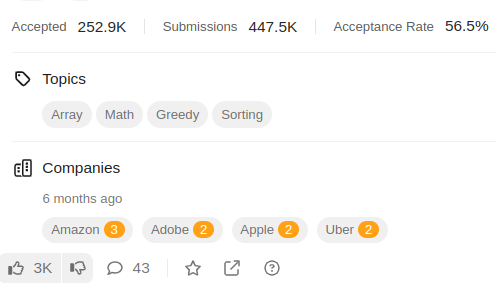 Accepted 252.9K Submissions 447.5K Acceptance Rate 56.5%
Topics
Array Math Greedy Sorting
Companies
6 months ago
Amazon 3 Adobe 2 Apple 2 Uber 2
3K 43 ?